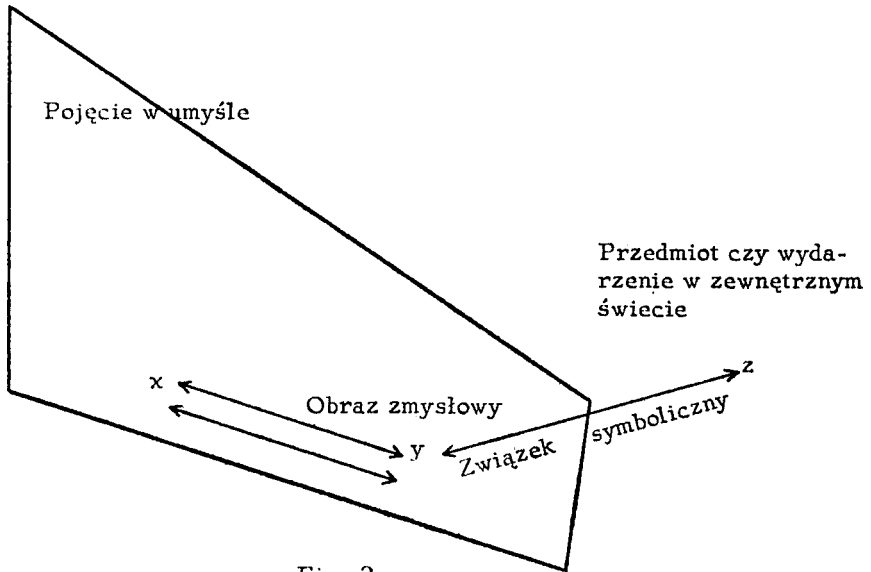 Pojęcie w umyśle
Przedmiot czy wyda-
rzenie w zewnętrznym
świecie
z
x
Obraz zmysłowy
symboliczny
y
Związek